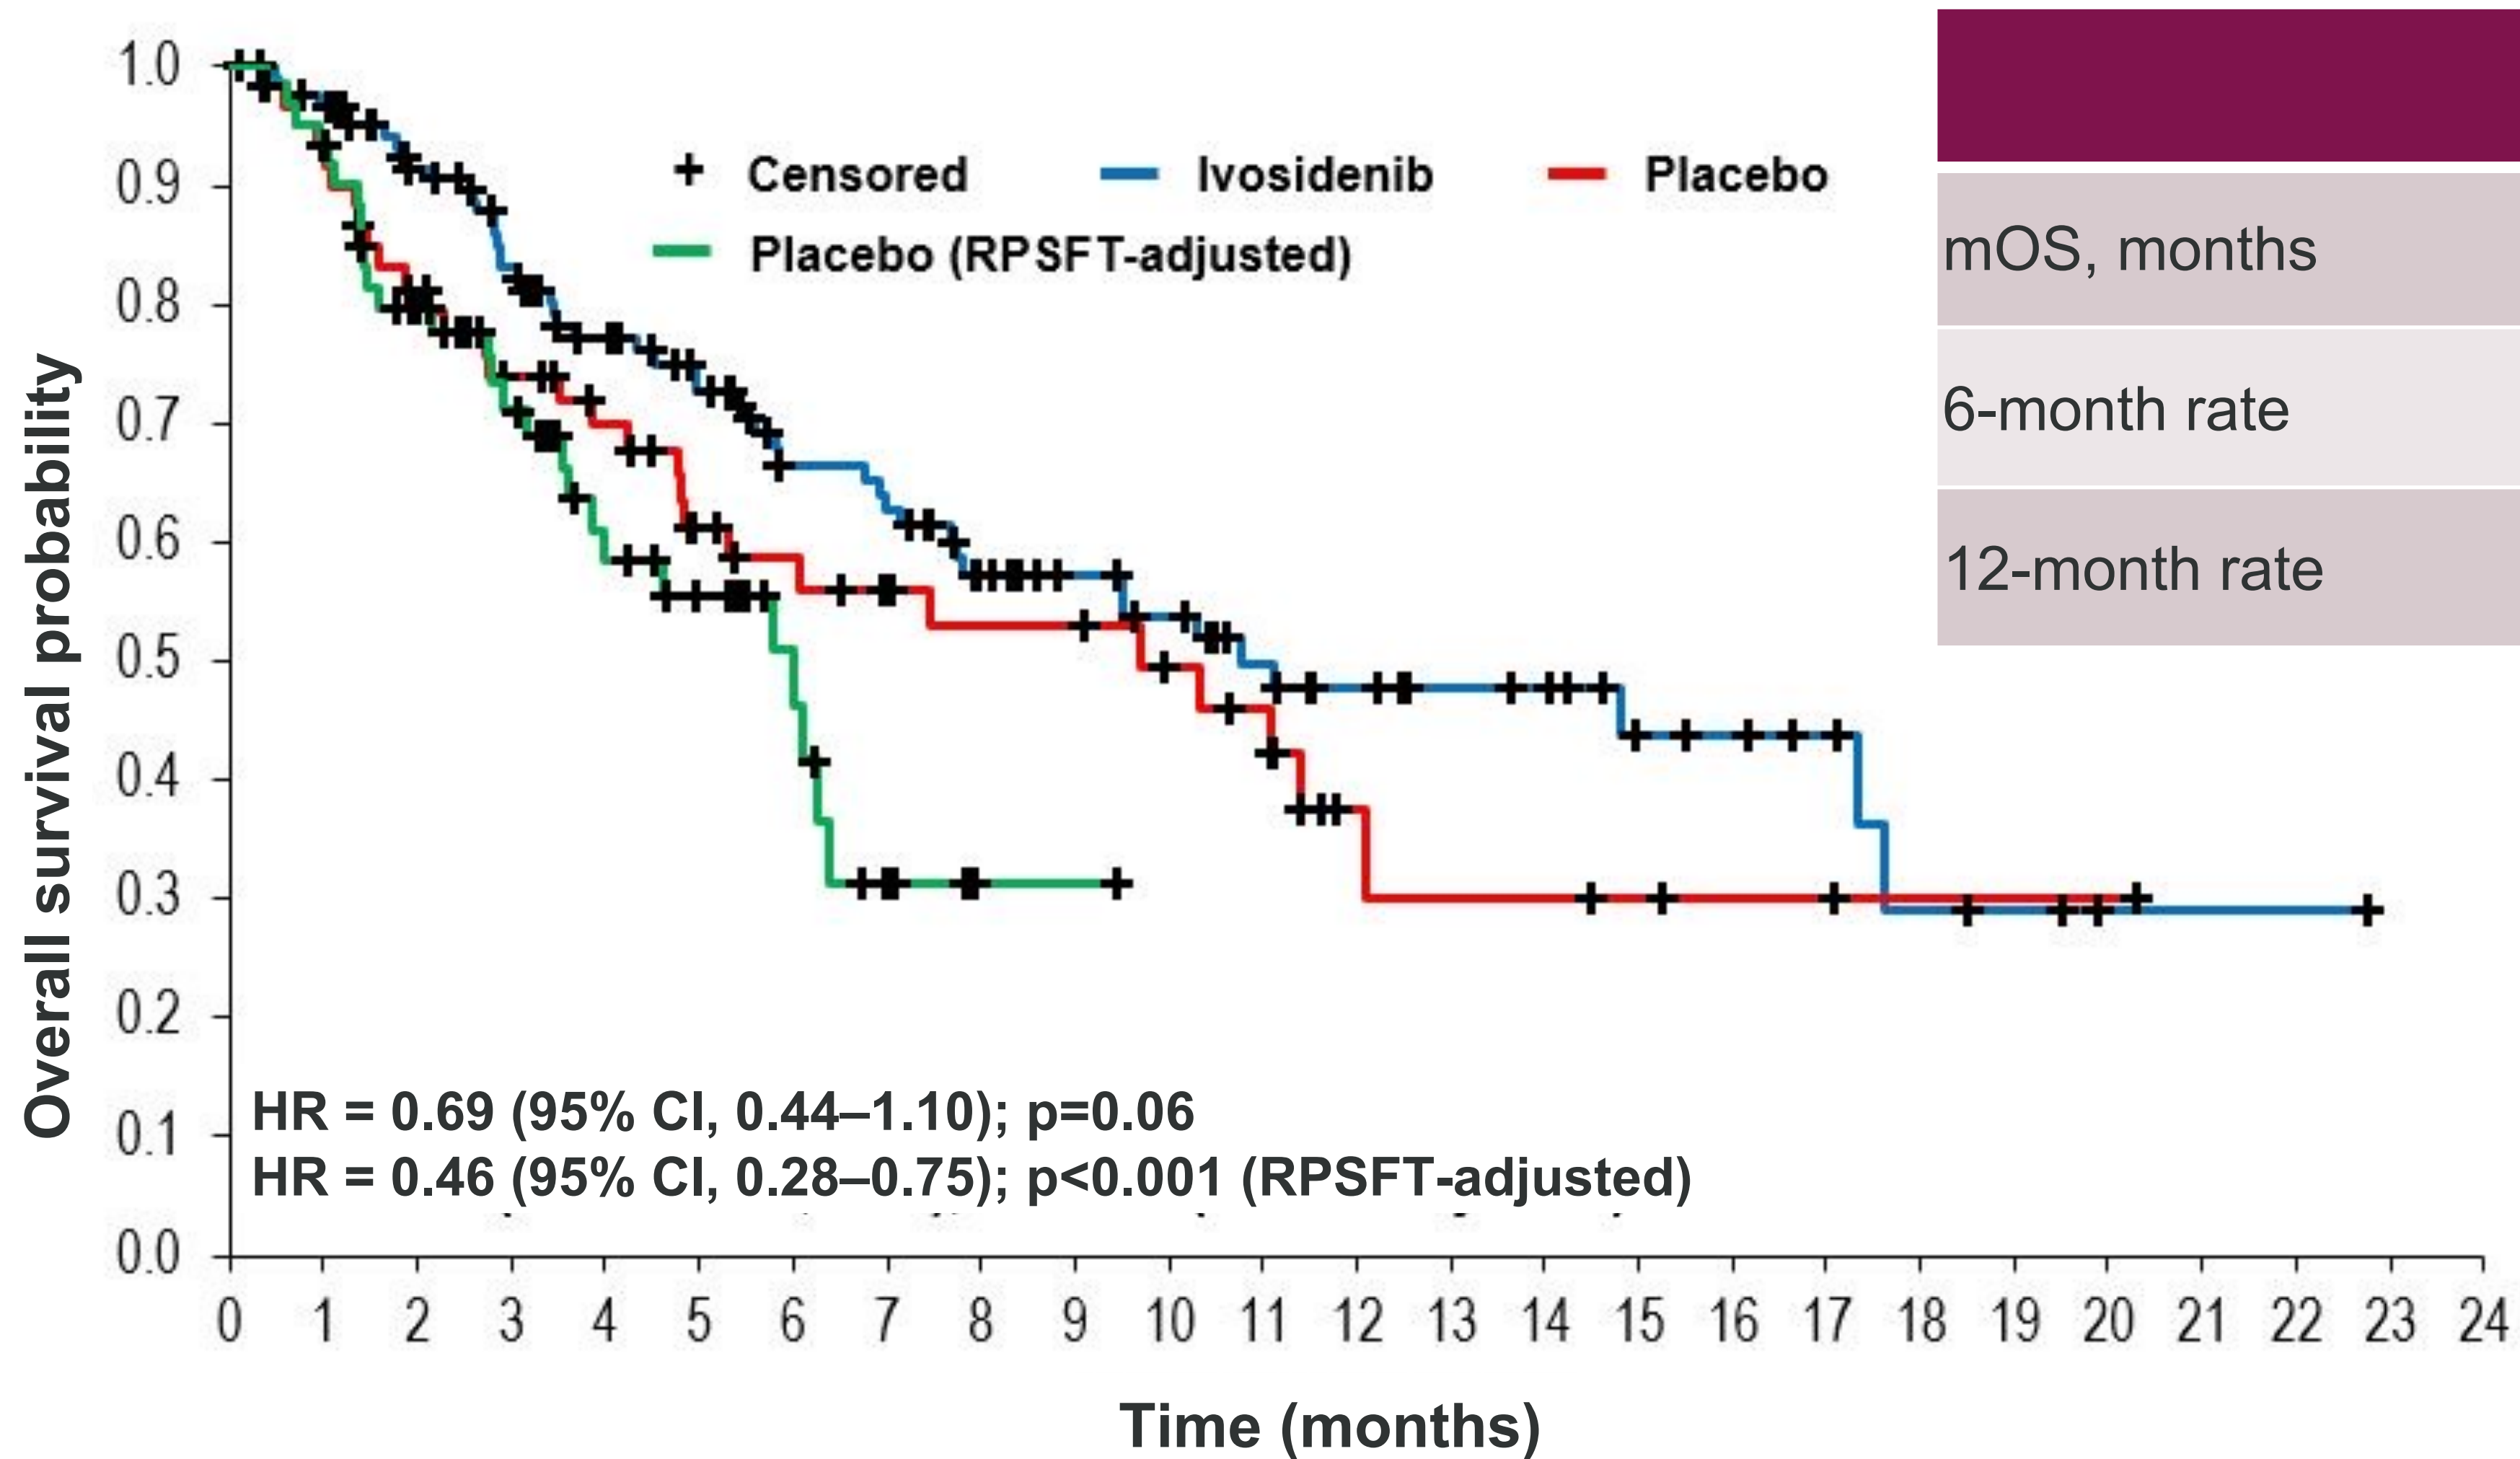 1.0
0.9
0.8
0.7
0.6
0.5
0.4
0.3
0.2
0.1
0.0
Overall survival probability
Censored Ivosidenib Placebo
Placebo (RPSFT-adjusted)
mOS, months
6-month rate
12-month rate
HR = 0.69 (95% CI, 0.44–1.10); p=0.06
HR = 0.46 (95% CI, 0.28–0.75); p<0.001 (RPSFT-adjusted)
0 1 2 3 4 5 6 7 8 9 10 11 12 13 14 15 16 17 18 19 20 21 22 23 24
Time (months)